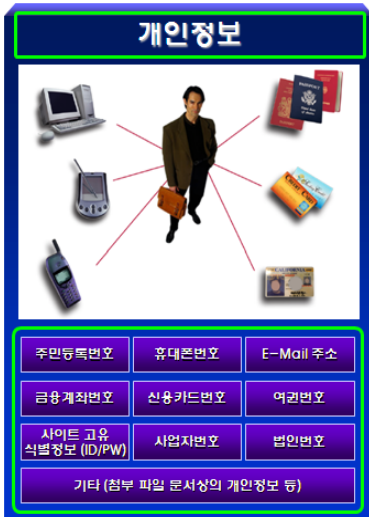 개인정보
주민등록번호
휴대폰번호
E-Mail 주소
금융계좌번호
신용카드번호
여권번호
사이트 고유
식별정보 (ID/PW)
사업자번호
법인번호
기타 (첨부 파일 문서상의 개인정보 등)